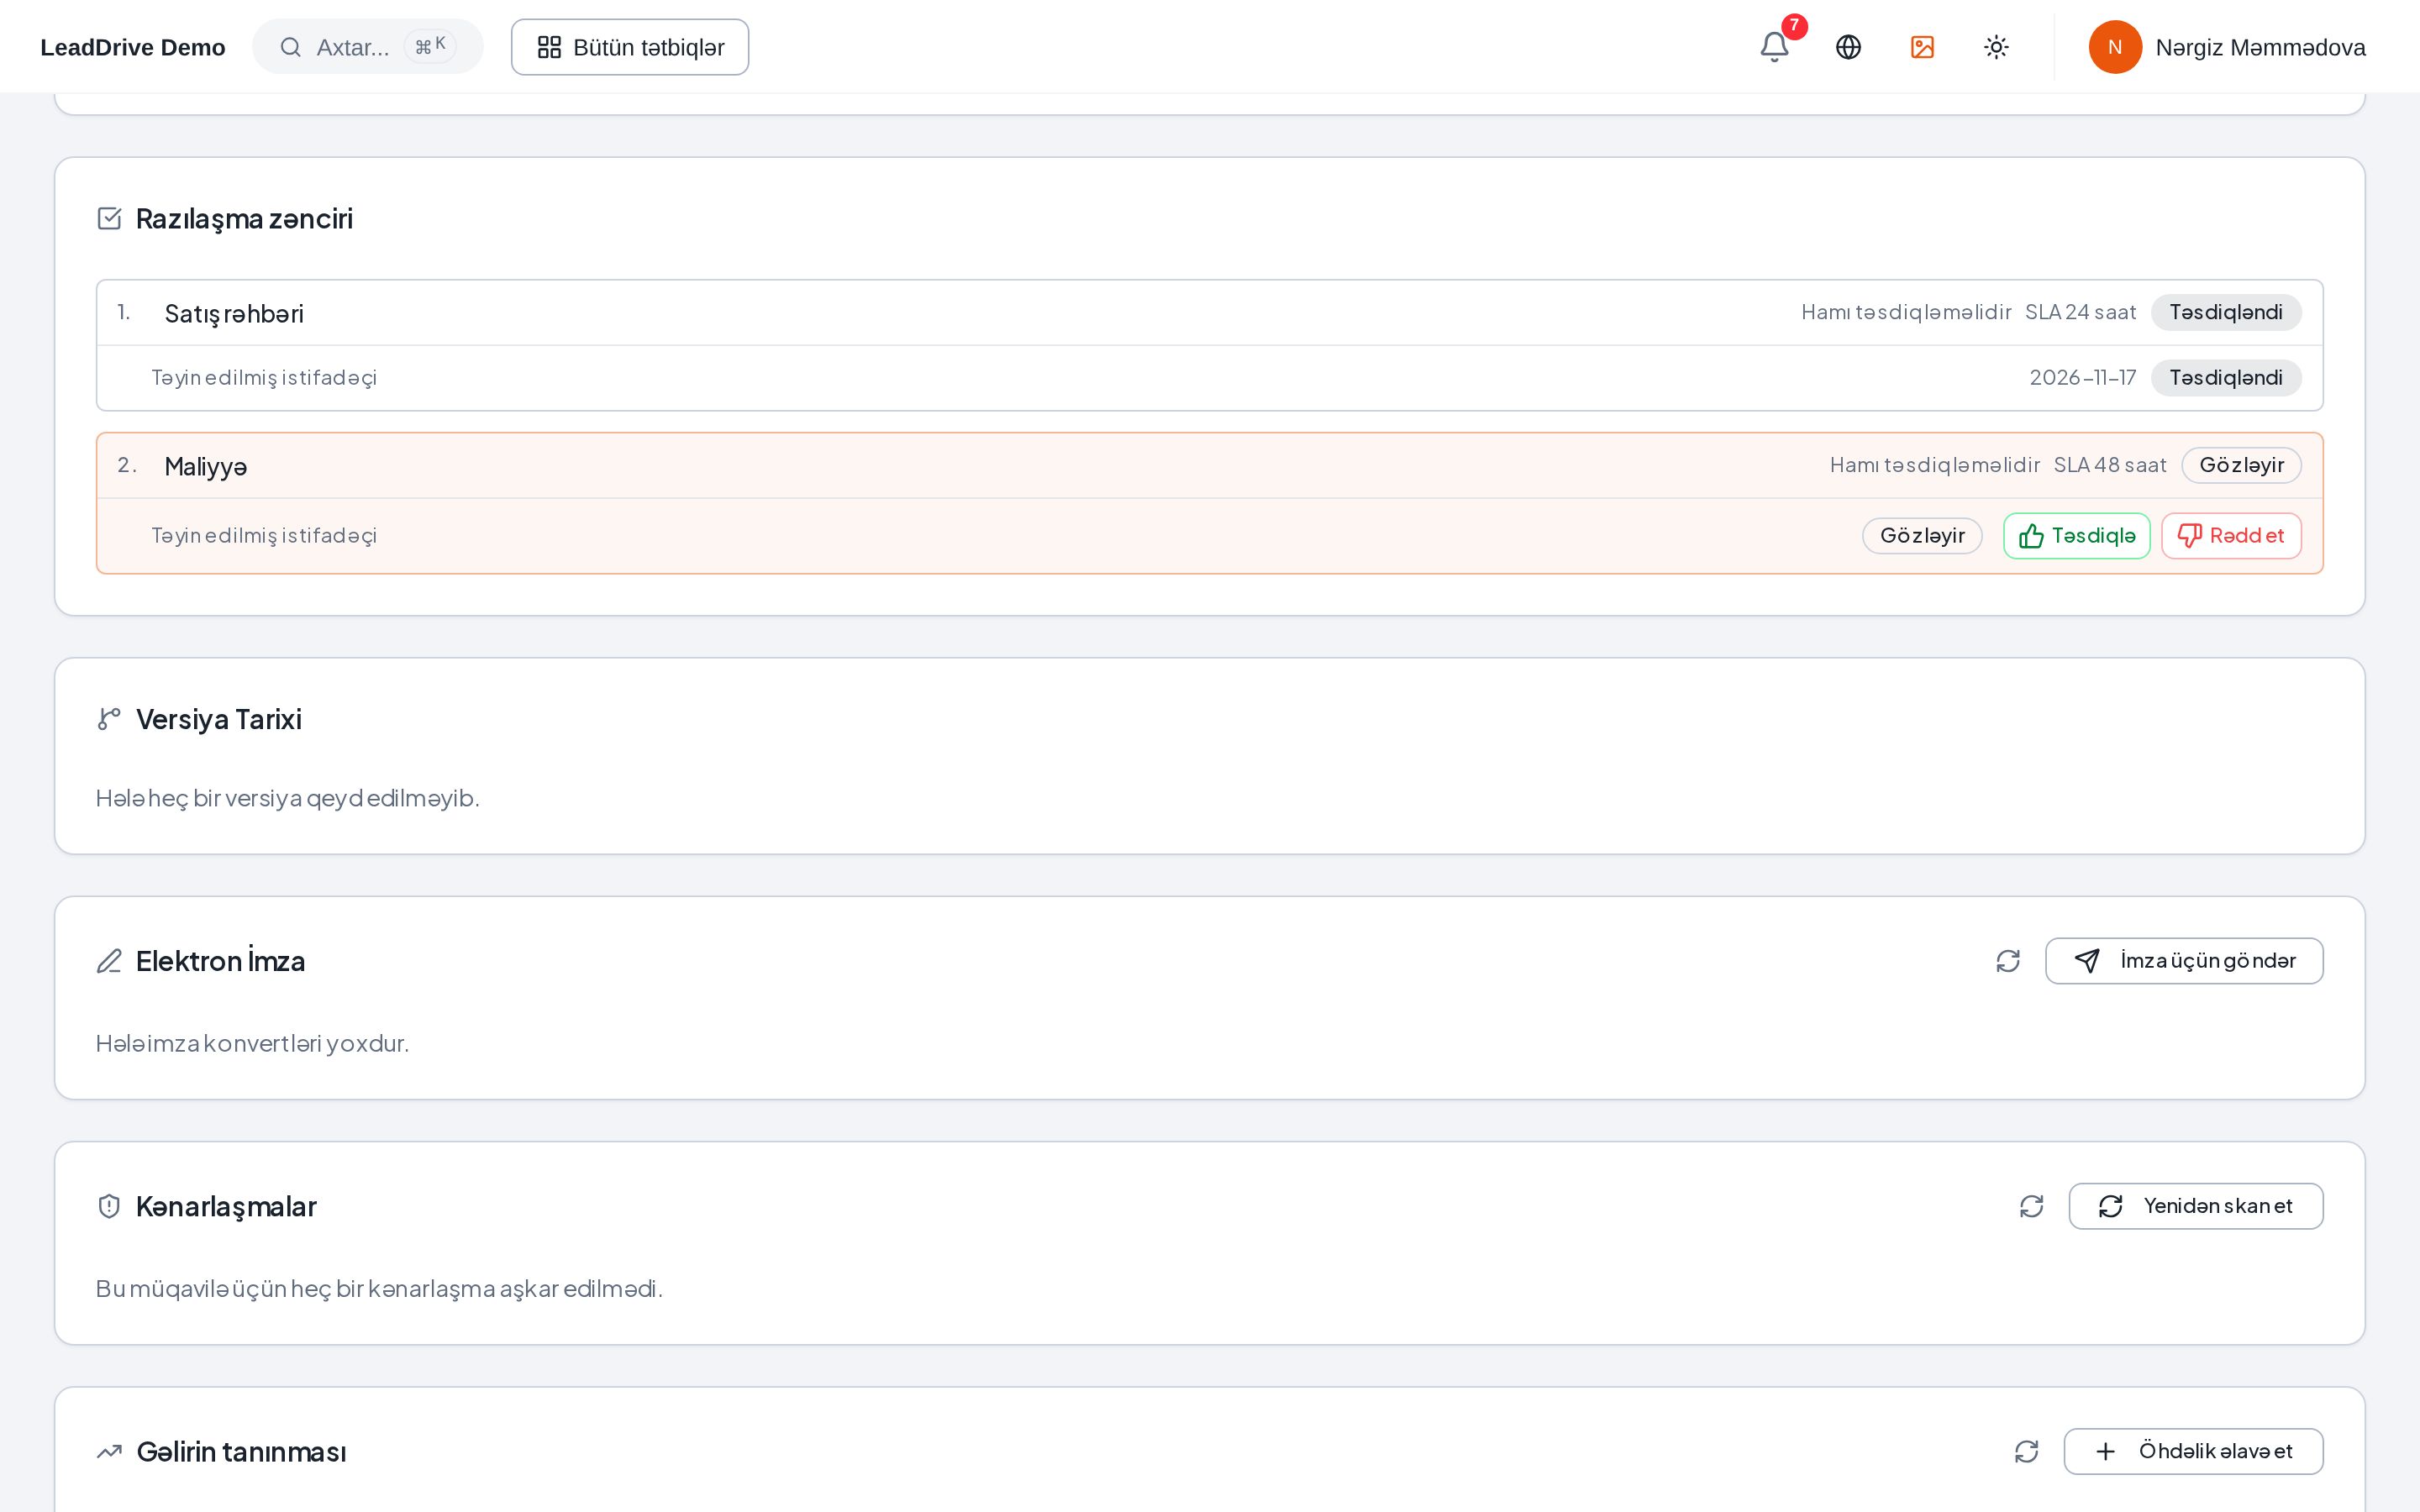 LeadDrive Demo Axtar... ⌘K Bütün tətbiqlər 7 N Nərgiz Məmmədova
Razılaşma zənciri
1. Satış rəhbəri Hamı təsdiqləməlidir SLA 24 saat Təsdiqləndi
Təyin edilmiş istifadəçi 2026-11-17 Təsdiqləndi
2. Maliyyə Hamı təsdiqləməlidir SLA 48 saat Gözləyir
Təyin edilmiş istifadəçi Gözləyir Təsdiqlə Rədd et
Versiya Tarixi
Hələ heç bir versiya qeyd edilməyib.
Elektron İmza İmza üçün göndər
Hələ imza konvertləri yoxdur.
Kənarlaşmalar Yenidən skan et
Bu müqavilə üçün heç bir kənarlaşma aşkar edilmədi.
Gəlirin tanınması Öhdəlik əlavə et